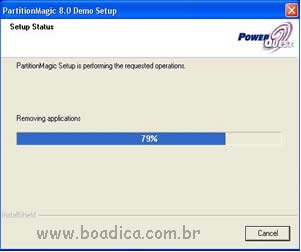 PartitionMagic 8.0 Demo Setup
Setup Status
POWERQUEST
PartitionMagic Setup is performing the requested operations.
Removing applications
79%
InstallShield
www.boadica.com.br
Cancel